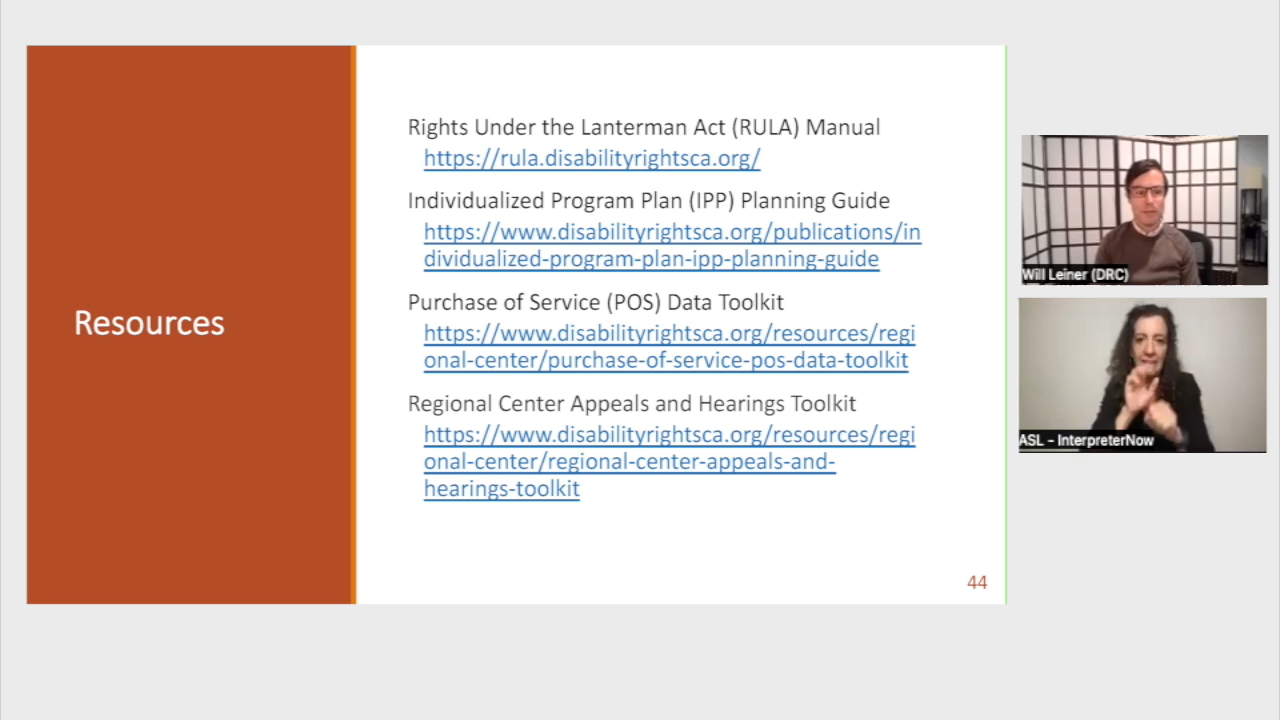 Resources
Rights Under the Lanterman Act (RULA) Manual
https://rula.disabilityrightsca.org/
Individualized Program Plan (IPP) Planning Guide
https://www.disabilityrightsca.org/publications/in
dividualized-program-plan-ipp-planning-guide
Purchase of Service (POS) Data Toolkit
https://www.disabilityrightsca.org/resources/regi
onal-center/purchase-of-service-pos-data-toolkit
Regional Center Appeals and Hearings Toolkit
https://www.disabilityrightsca.org/resources/regi
onal-center/regional-center-appeals-and-
hearings-toolkit
44
Will Leiner (DRC)
ASL – InterpreterNow